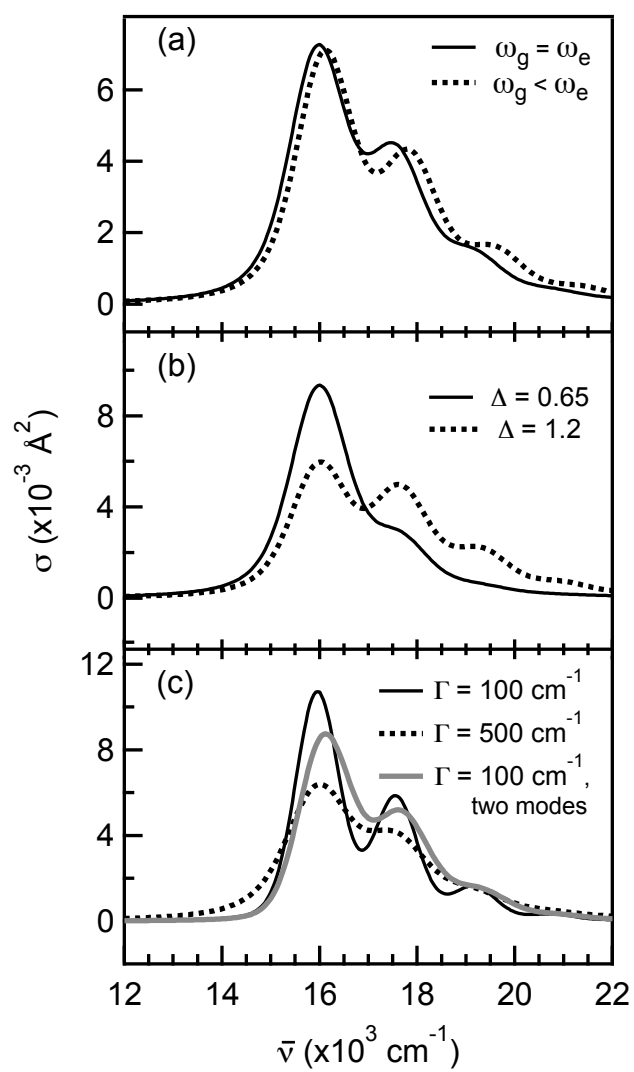 (a)
ω_g = ω_e
ω_g < ω_e
6
4
2
0
(b)
Δ = 0.65
Δ = 1.2
8
4
0
σ (x10⁻³ Å²)
(c)
Γ = 100 cm⁻¹
Γ = 500 cm⁻¹
Γ = 100 cm⁻¹,
two modes
12
8
4
0
12 14 16 18 20 22
ν̄ (x10³ cm⁻¹)